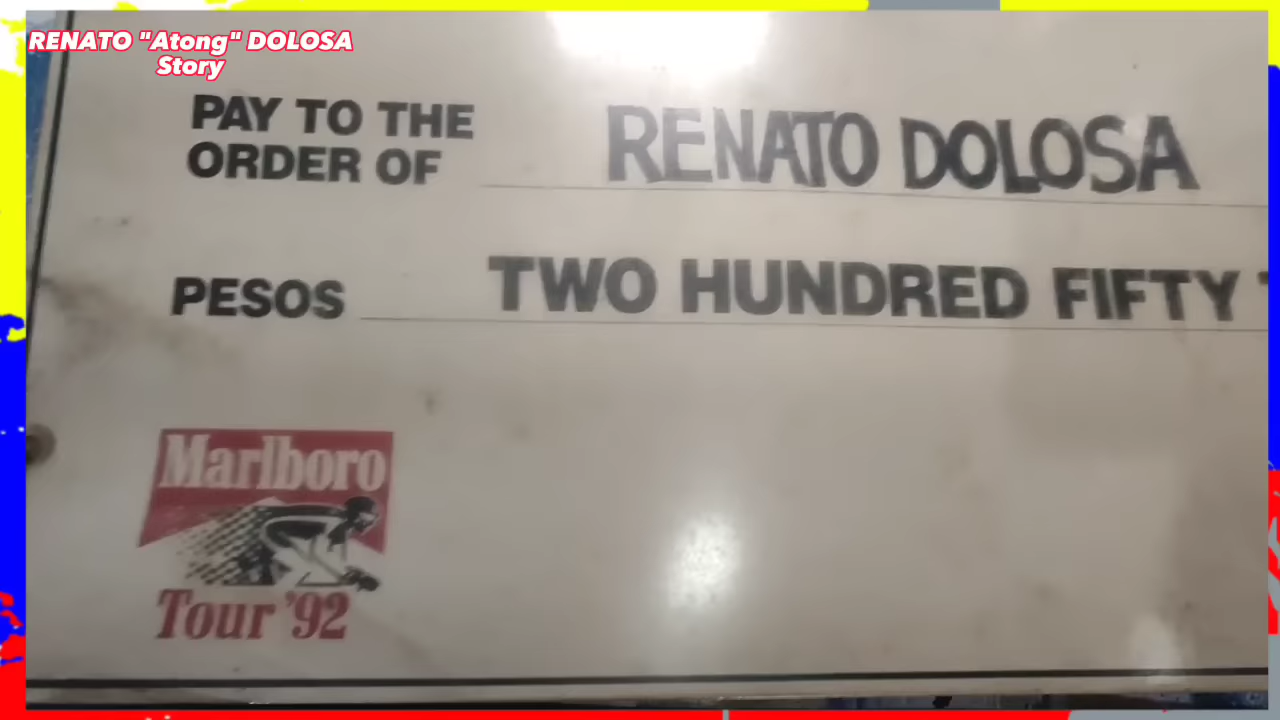 RENATO "Atong" DOLOSA
Story
PAY TO THE
ORDER OF
RENATO DOLOSA
PESOS
TWO HUNDRED FIFTY
Marlboro
Tour '92